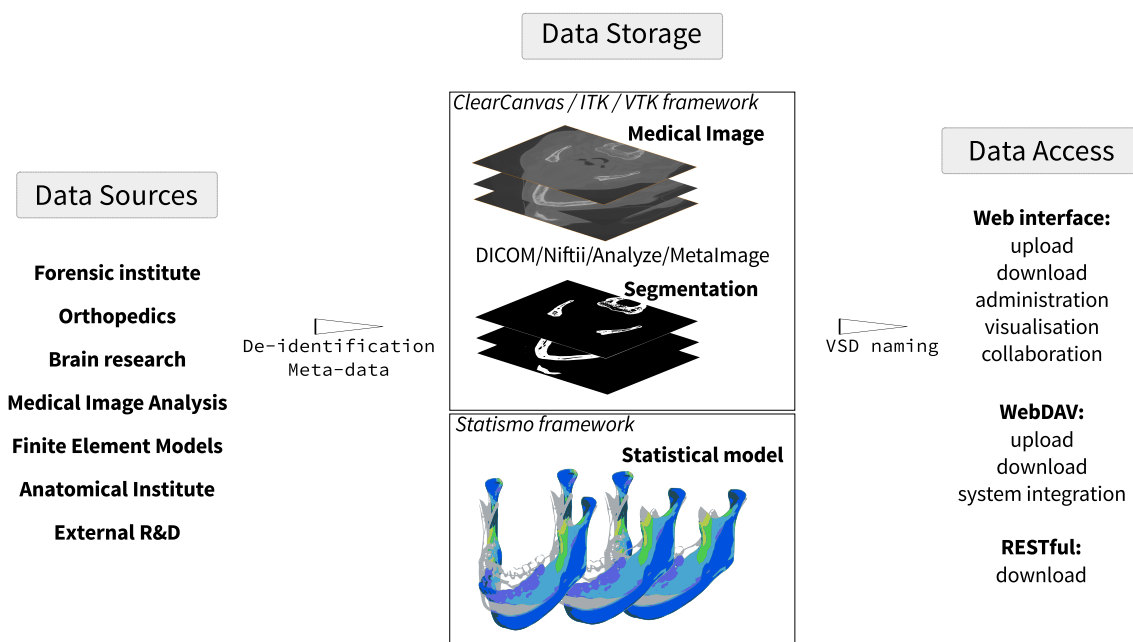 Data Storage
Data Sources
Forensic institute
Orthopedics
Brain research
Medical Image Analysis
Finite Element Models
Anatomical Institute
External R&D
De-identification
Meta-data
ClearCanvas / ITK / VTK framework
Medical Image
DICOM/Niftii/Analyze/MetaImage
Segmentation
Statismo framework
Statistical model
VSD naming
Data Access
Web interface:
upload
download
administration
visualisation
collaboration
WebDAV:
upload
download
system integration
RESTful:
download